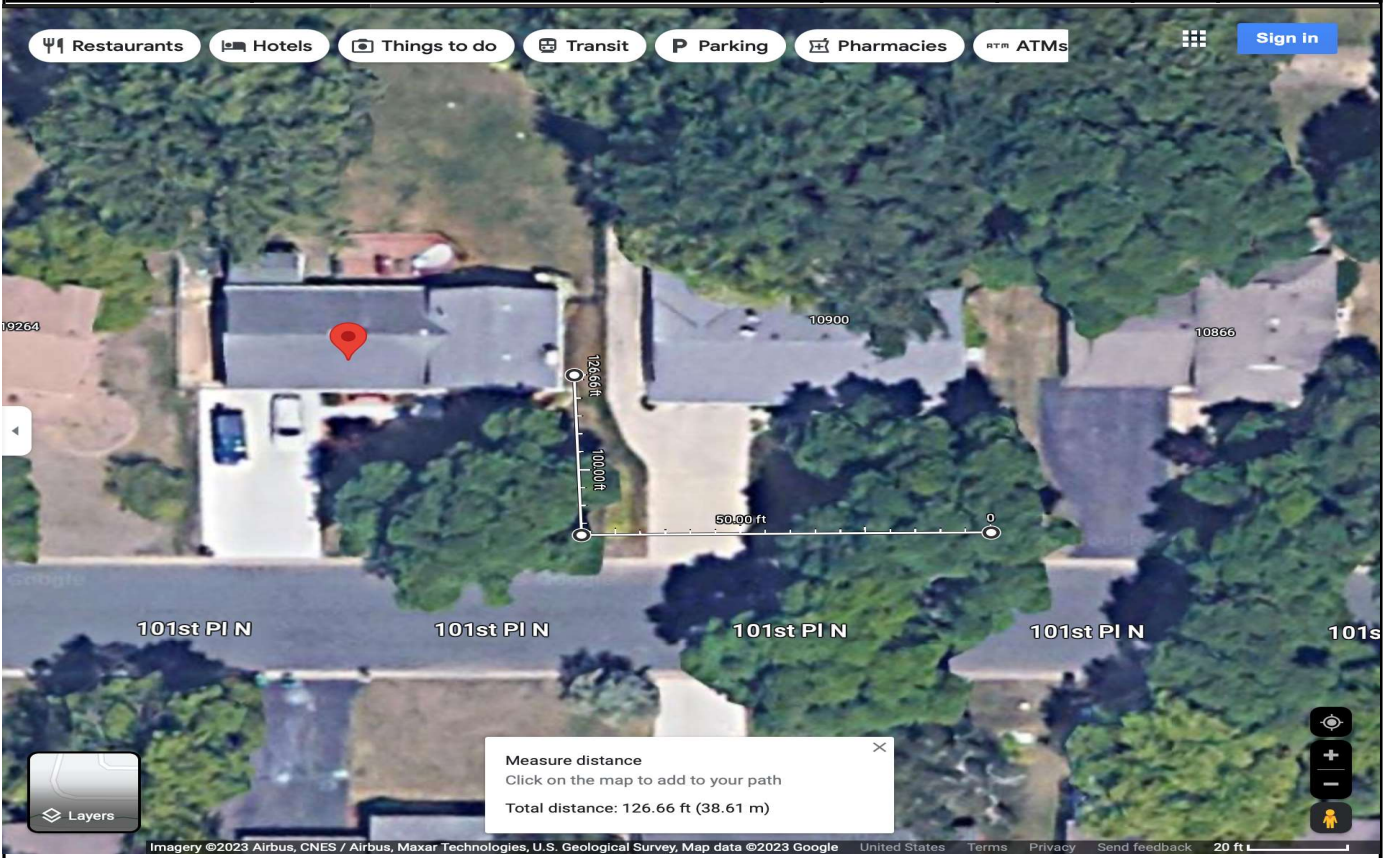 Restaurants
Hotels
Things to do
Transit
P Parking
Pharmacies
ATM ATMs
Sign in
19264
10900
10866
126.66 ft
100.00 ft
50.00 ft
0
Google
Google
101st Pl N
101st Pl N
101st Pl N
101st Pl N
101s
Measure distance
Click on the map to add to your path
Total distance: 126.66 ft (38.61 m)
Layers
Imagery ©2023 Airbus, CNES / Airbus, Maxar Technologies, U.S. Geological Survey, Map data ©2023 Google United States Terms Privacy Send feedback 20 ft